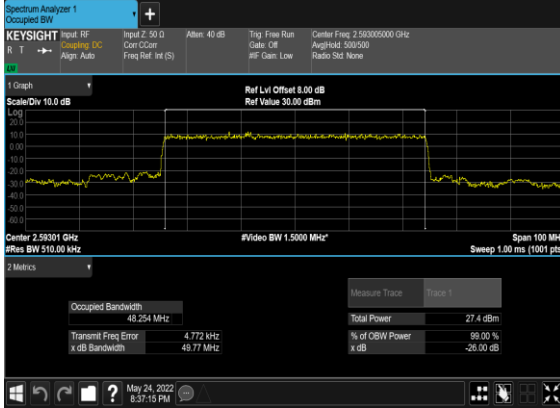 Spectrum Analyzer 1
Occupied BW
+
KEYSIGHT
R T
LXI
Input: RF
Coupling: DC
Align: Auto
Input Z: 50 Ω
Corr CCorr
Freq Ref: Int (S)
Atten: 40 dB
Trig: Free Run
Gate: Off
#IF Gain: Low
Center Freq: 2.593005000 GHz
Avg|Hold: 500/500
Radio Std: None
1 Graph
Scale/Div 10.0 dB
Ref Lvl Offset 8.00 dB
Ref Value 30.00 dBm
Log
20.0
10.0
0.00
-10.0
-20.0
-30.0
-40.0
-50.0
-60.0
Center 2.59301 GHz
#Res BW 510.00 kHz
#Video BW 1.5000 MHz*
Span 100 MH
Sweep 1.00 ms (1001 pts
2 Metrics
Measure Trace
Trace 1
Occupied Bandwidth
48.254 MHz
Total Power
27.4 dBm
Transmit Freq Error
4.772 kHz
% of OBW Power
99.00 %
x dB Bandwidth
49.77 MHz
x dB
-26.00 dB
?
May 24, 2022
8:37:15 PM